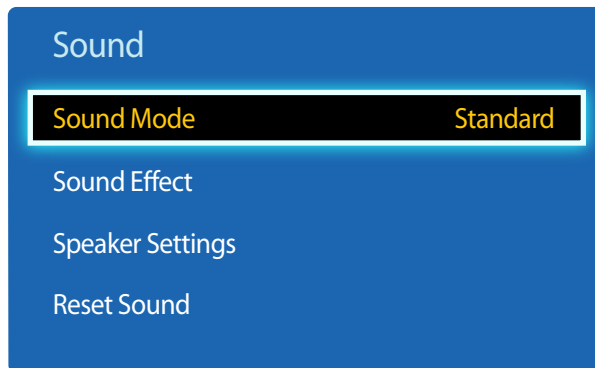 Sound
Sound Mode Standard
Sound Effect
Speaker Settings
Reset Sound